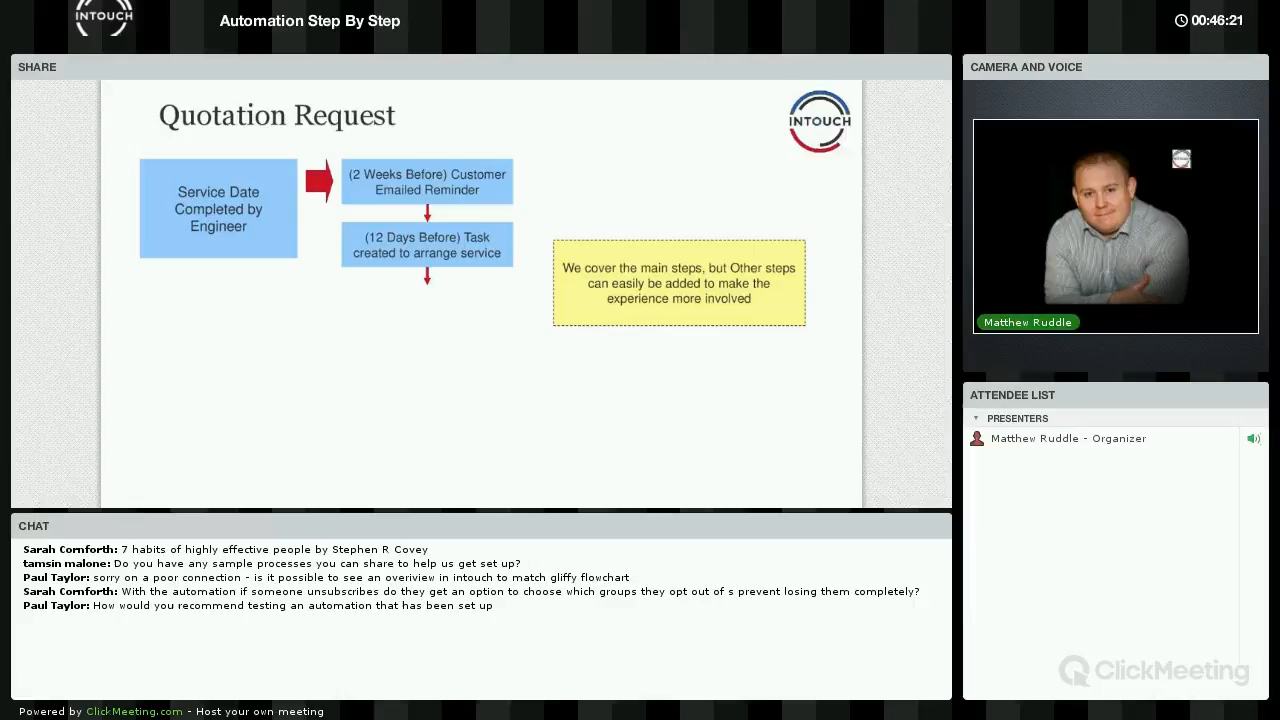 INTOUCH
Automation Step By Step
00:46:21
SHARE
CAMERA AND VOICE
Quotation Request
INTOUCH
Service Date
Completed by
Engineer
(2 Weeks Before) Customer
Emailed Reminder
(12 Days Before) Task
created to arrange service
We cover the main steps, but Other steps
can easily be added to make the
experience more involved
INTOUCH
Matthew Ruddle
ATTENDEE LIST
PRESENTERS
Matthew Ruddle - Organizer
CHAT
Sarah Cornforth: 7 habits of highly effective people by Stephen R Covey
tamsin malone: Do you have any sample processes you can share to help us get set up?
Paul Taylor: sorry on a poor connection - is it possible to see an overiview in intouch to match gliffy flowchart
Sarah Cornforth: With the automation if someone unsubscribes do they get an option to choose which groups they opt out of s prevent losing them completely?
Paul Taylor: How would you recommend testing an automation that has been set up
ClickMeeting
Powered by ClickMeeting.com - Host your own meeting